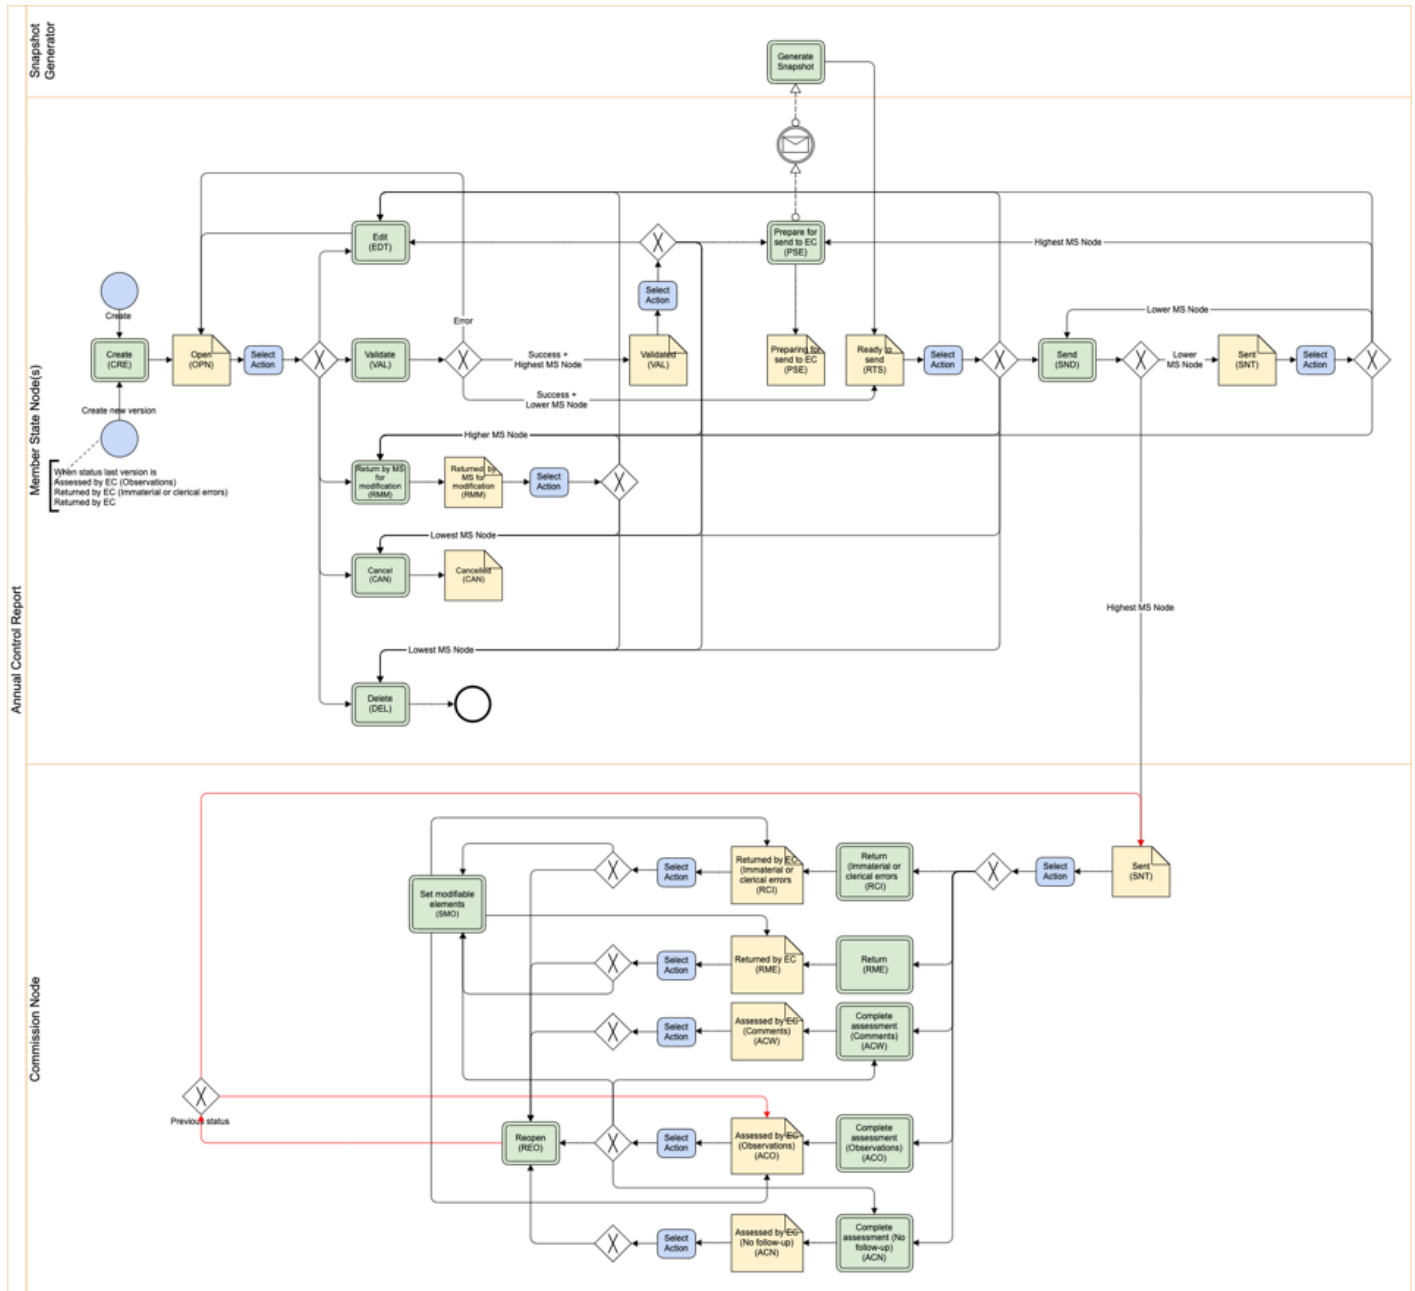 Annual Control Report
Snapshot
Generator
Generate
Snapshot
Member State Node(s)
Create
Create
(CRE)
Create new version
When status last version is
Assessed by EC (Observations)
Returned by EC (Immaterial or clerical errors)
Returned by EC
Open
(OPN)
Select
Action
Edit
(EDT)
Validate
(VAL)
Error
Success +
Highest MS Node
Success +
Lower MS Node
Validated
(VAL)
Select
Action
Prepare for
send to EC
(PSE)
Preparing for
send to EC
(PSE)
Ready to
send
(RTS)
Select
Action
Send
(SND)
Lower
MS Node
Sent
(SNT)
Select
Action
Highest MS Node
Lower MS Node
Higher MS Node
Return by MS
for
modification
(RMM)
Returned by
MS for
modification
(RMM)
Select
Action
Lowest MS Node
Cancel
(CAN)
Cancelled
(CAN)
Lowest MS Node
Delete
(DEL)
Highest MS Node
Commission Node
Sent
(SNT)
Select
Action
Return
(Immaterial or
clerical errors)
(RCI)
Returned by EC
(Immaterial or
clerical errors
(RCI)
Select
Action
Set modifiable
elements
(SMO)
Return
(RME)
Returned by EC
(RME)
Select
Action
Complete
assessment
(Comments)
(ACW)
Assessed by EC
(Comments)
(ACW)
Select
Action
Previous status
Complete
assessment
(Observations)
(ACO)
Assessed by EC
(Observations)
(ACO)
Select
Action
Reopen
(REO)
Complete
assessment (No
follow-up)
(ACN)
Assessed by EC
(No follow-up)
(ACN)
Select
Action